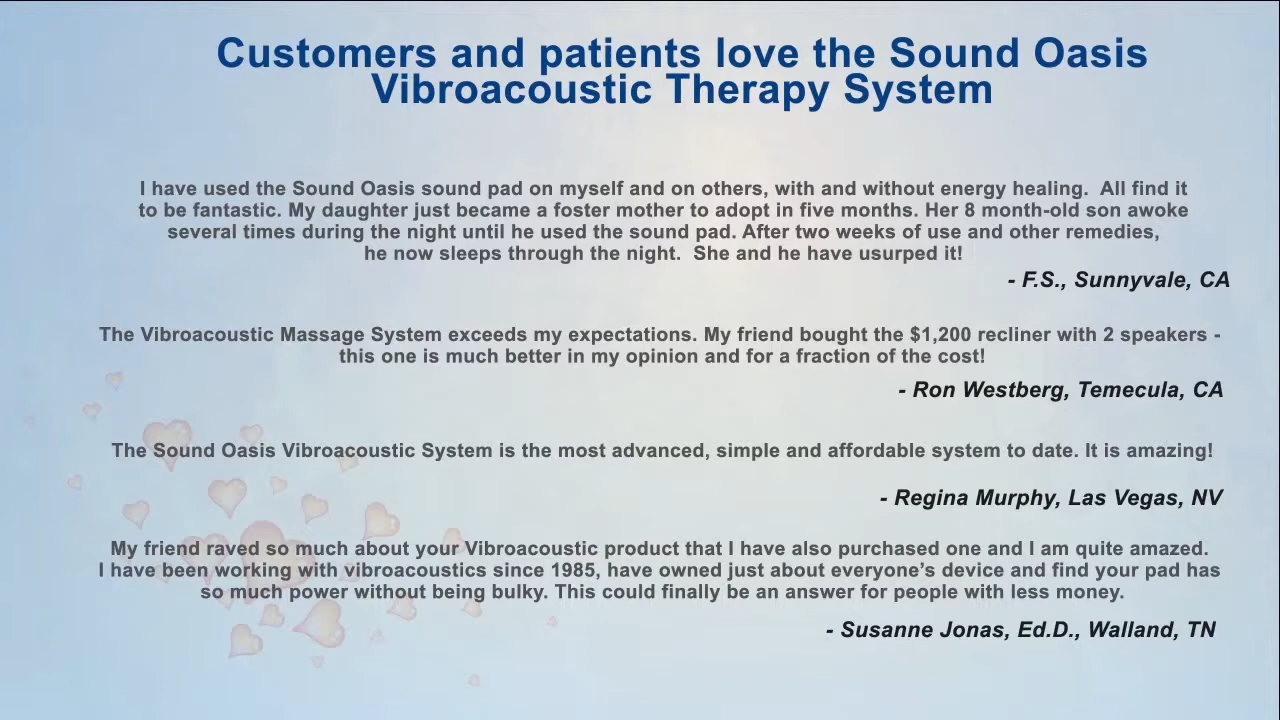 Customers and patients love the Sound Oasis
Vibroacoustic Therapy System
I have used the Sound Oasis sound pad on myself and on others, with and without energy healing.  All find it
to be fantastic. My daughter just became a foster mother to adopt in five months. Her 8 month-old son awoke
several times during the night until he used the sound pad. After two weeks of use and other remedies,
he now sleeps through the night.  She and he have usurped it!
- F.S., Sunnyvale, CA
The Vibroacoustic Massage System exceeds my expectations. My friend bought the $1,200 recliner with 2 speakers -
this one is much better in my opinion and for a fraction of the cost!
- Ron Westberg, Temecula, CA
The Sound Oasis Vibroacoustic System is the most advanced, simple and affordable system to date. It is amazing!
- Regina Murphy, Las Vegas, NV
My friend raved so much about your Vibroacoustic product that I have also purchased one and I am quite amazed.
I have been working with vibroacoustics since 1985, have owned just about everyone’s device and find your pad has
so much power without being bulky. This could finally be an answer for people with less money.
- Susanne Jonas, Ed.D., Walland, TN